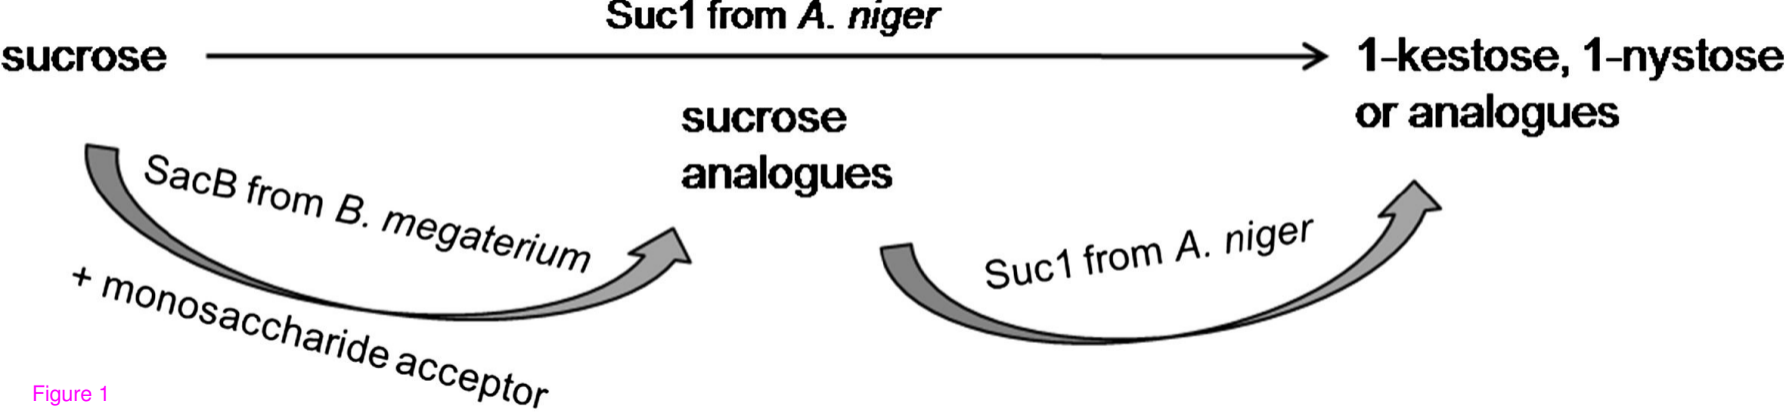 Suc1 from A. niger
sucrose
1-kestose, 1-nystose
or analogues
sucrose
analogues
SacB from B. megaterium
+ monosaccharide acceptor
Suc1 from A. niger
Figure 1